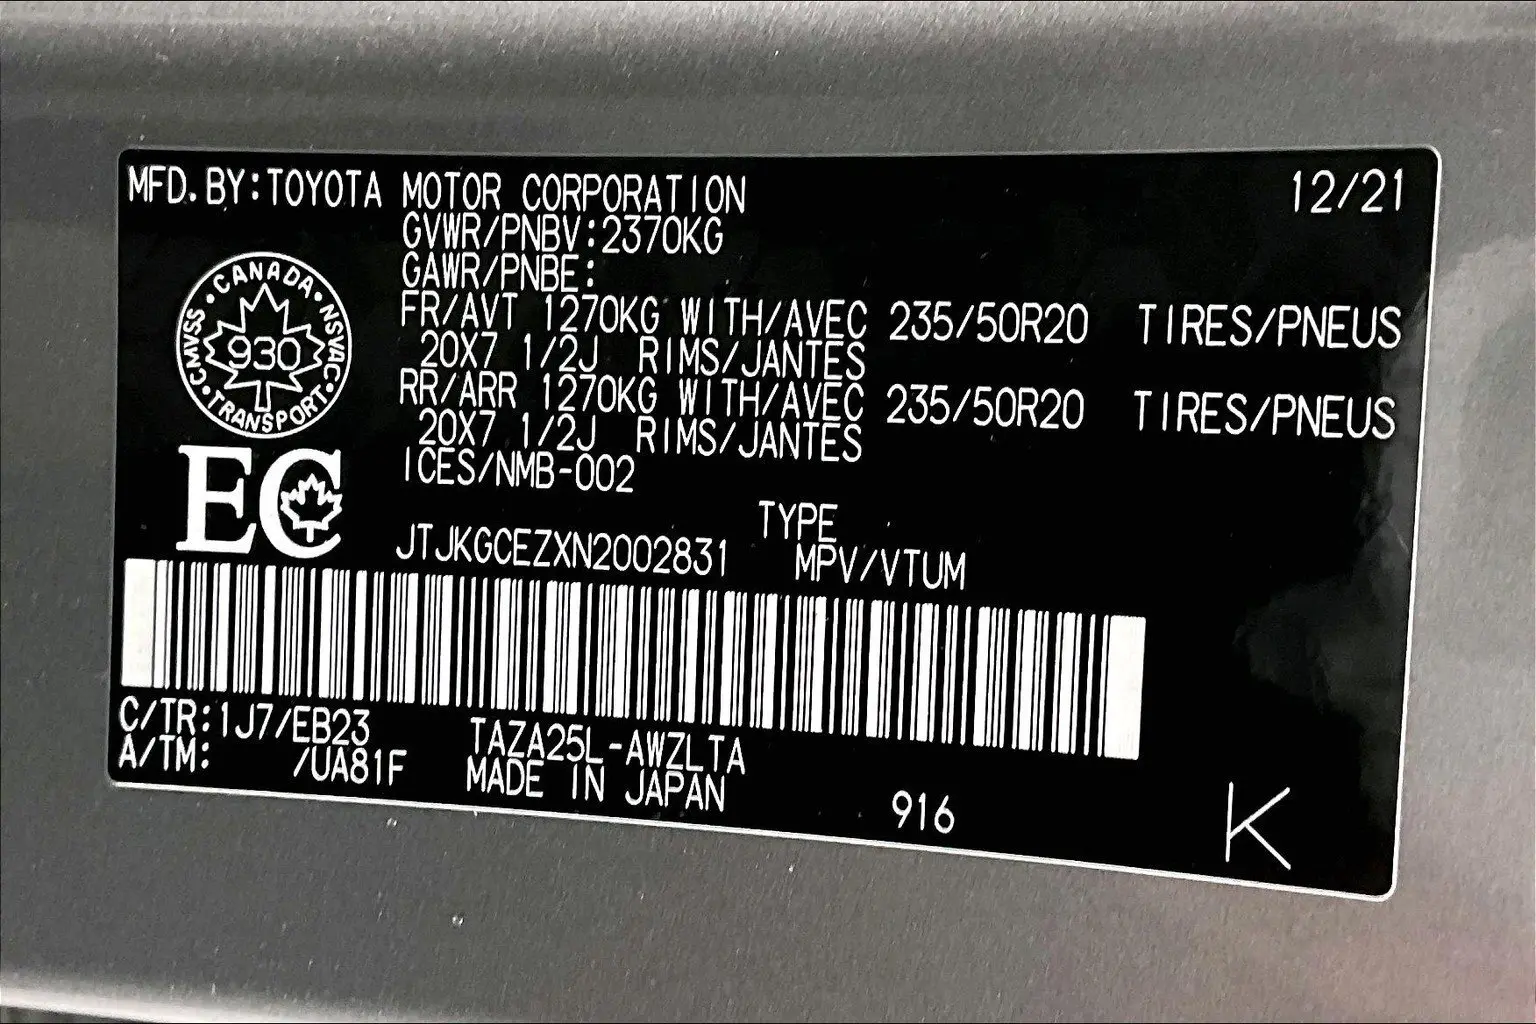 MFD. BY:TOYOTA MOTOR CORPORATION 12/21
GVWR/PNBV:2370KG
GAWR/PNBE:
FR/AVT 1270KG WITH/AVEC 235/50R20 TIRES/PNEUS
20X7 1/2J RIMS/JANTES
RR/ARR 1270KG WITH/AVEC 235/50R20 TIRES/PNEUS
20X7 1/2J RIMS/JANTES
ICES/NMB-002
CANADA • NSVAC • TRANSPORT • CMVSS •
930
EC
TYPE
JTJKGCEZXN2002831 MPV/VTUM
C/TR:1J7/EB23 TAZA25L-AWZLTA
A/TM: /UA81F MADE IN JAPAN
916 K